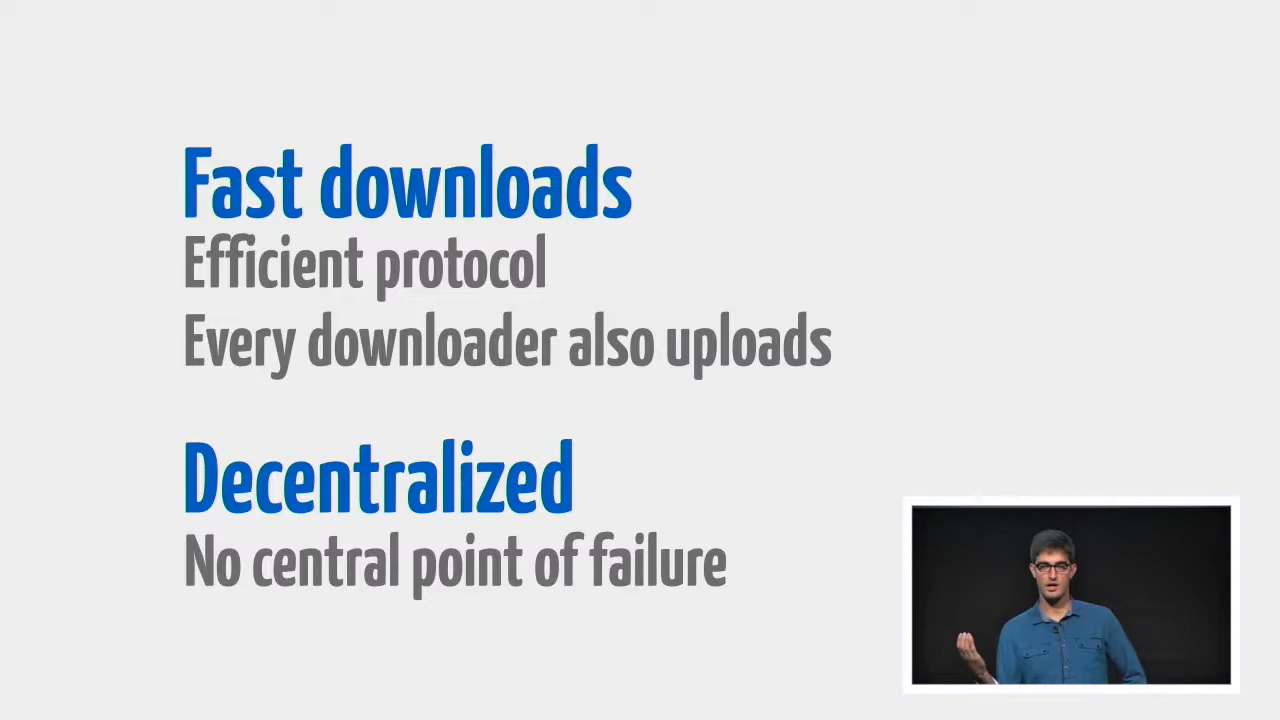 Fast downloads
Efficient protocol
Every downloader also uploads
Decentralized
No central point of failure